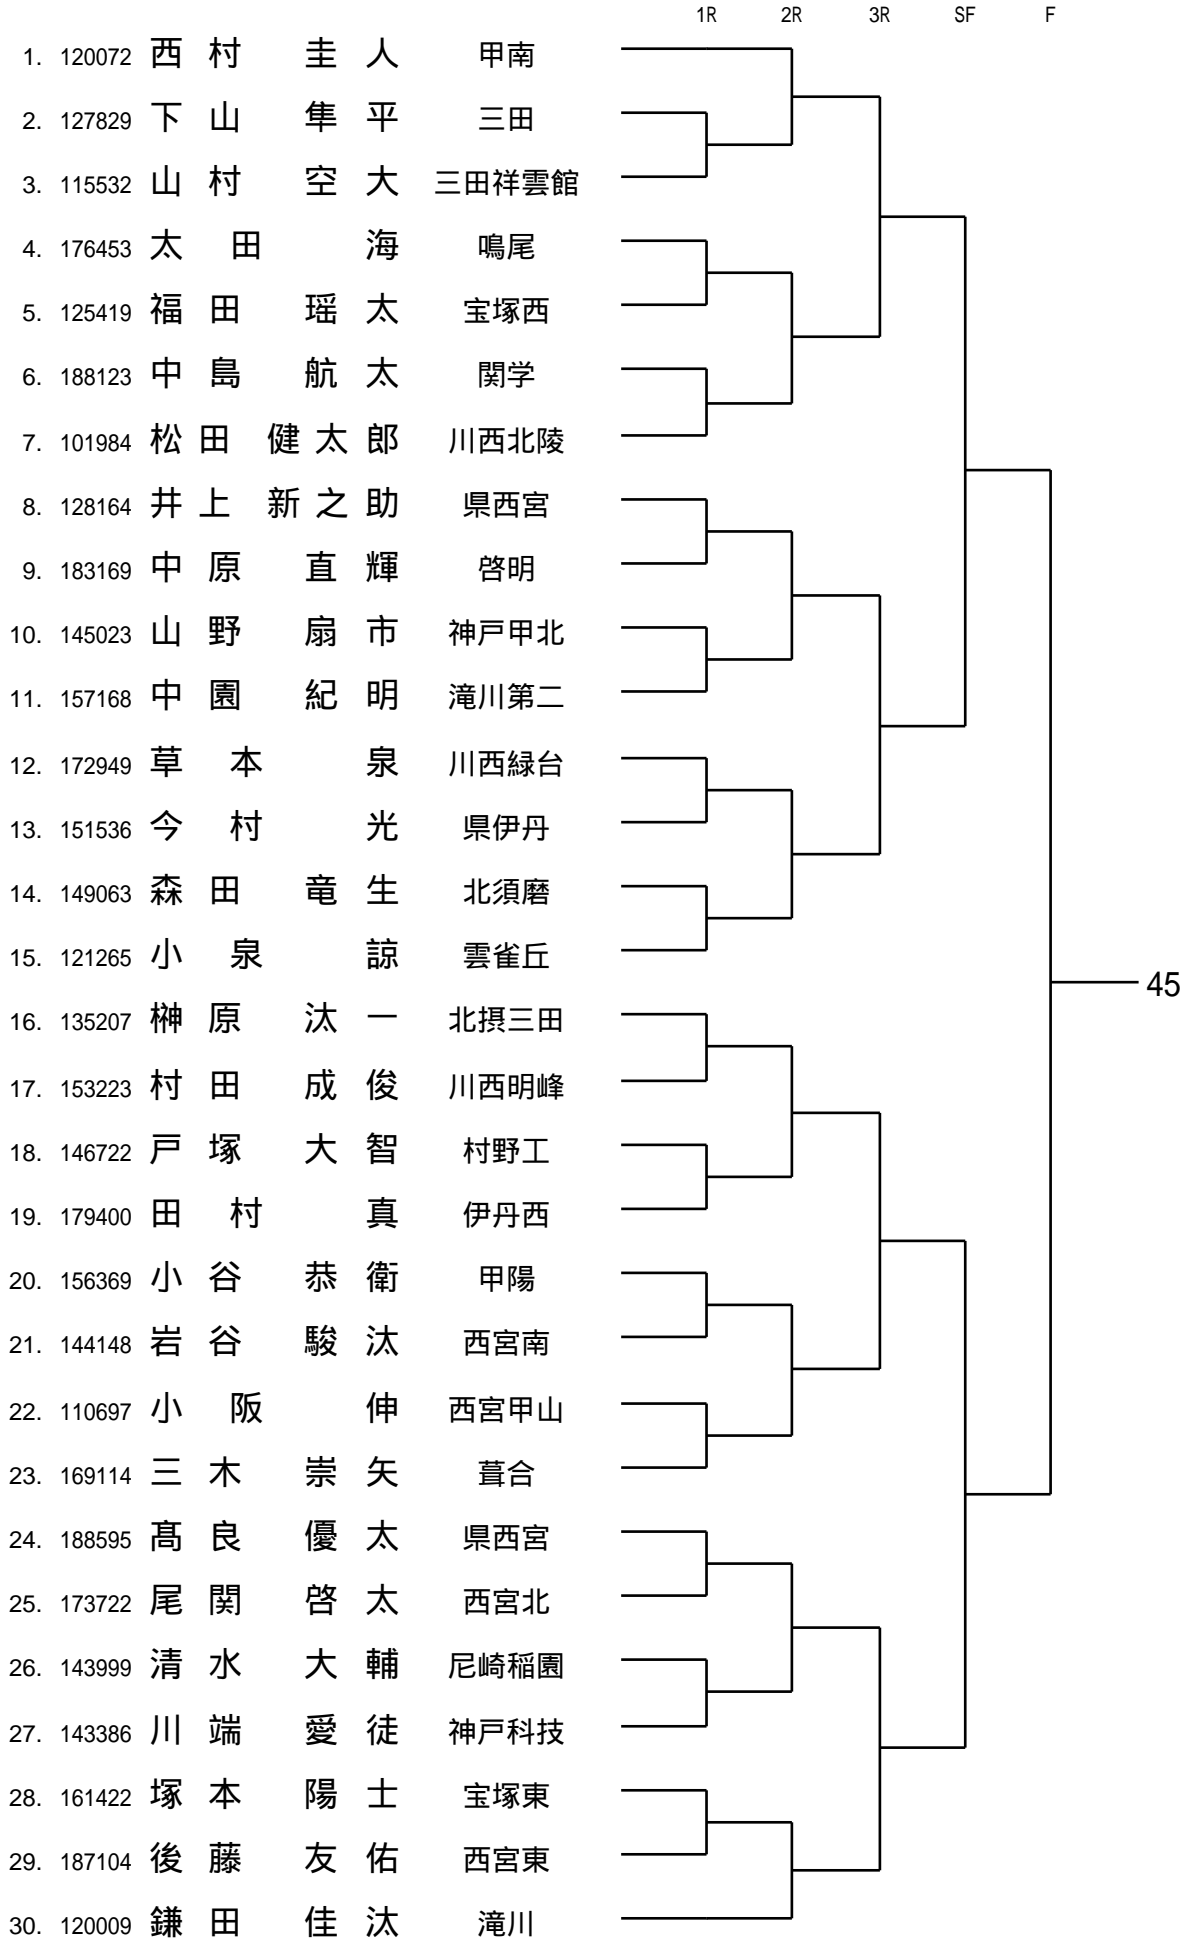 1R 2R 3R SF F
1. 120072 西村 圭人 甲南
2. 127829 下山 隼平 三田
3. 115532 山村 空大 三田祥雲館
4. 176453 太田 海 鳴尾
5. 125419 福田 瑶太 宝塚西
6. 188123 中島 航太 関学
7. 101984 松田 健太郎 川西北陵
8. 128164 井上 新之助 県西宮
9. 183169 中原 直輝 啓明
10. 145023 山野 扇市 神戸甲北
11. 157168 中園 紀明 滝川第二
12. 172949 草本 泉 川西緑台
13. 151536 今村 光 県伊丹
14. 149063 森田 竜生 北須磨
15. 121265 小泉 諒 雲雀丘
45
16. 135207 榊原 汰一 北摂三田
17. 153223 村田 成俊 川西明峰
18. 146722 戸塚 大智 村野工
19. 179400 田村 真 伊丹西
20. 156369 小谷 恭衛 甲陽
21. 144148 岩谷 駿汰 西宮南
22. 110697 小阪 伸 西宮甲山
23. 169114 三木 崇矢 葺合
24. 188595 髙良 優太 県西宮
25. 173722 尾関 啓太 西宮北
26. 143999 清水 大輔 尼崎稲園
27. 143386 川端 愛徒 神戸科技
28. 161422 塚本 陽士 宝塚東
29. 187104 後藤 友佑 西宮東
30. 120009 鎌田 佳汰 滝川